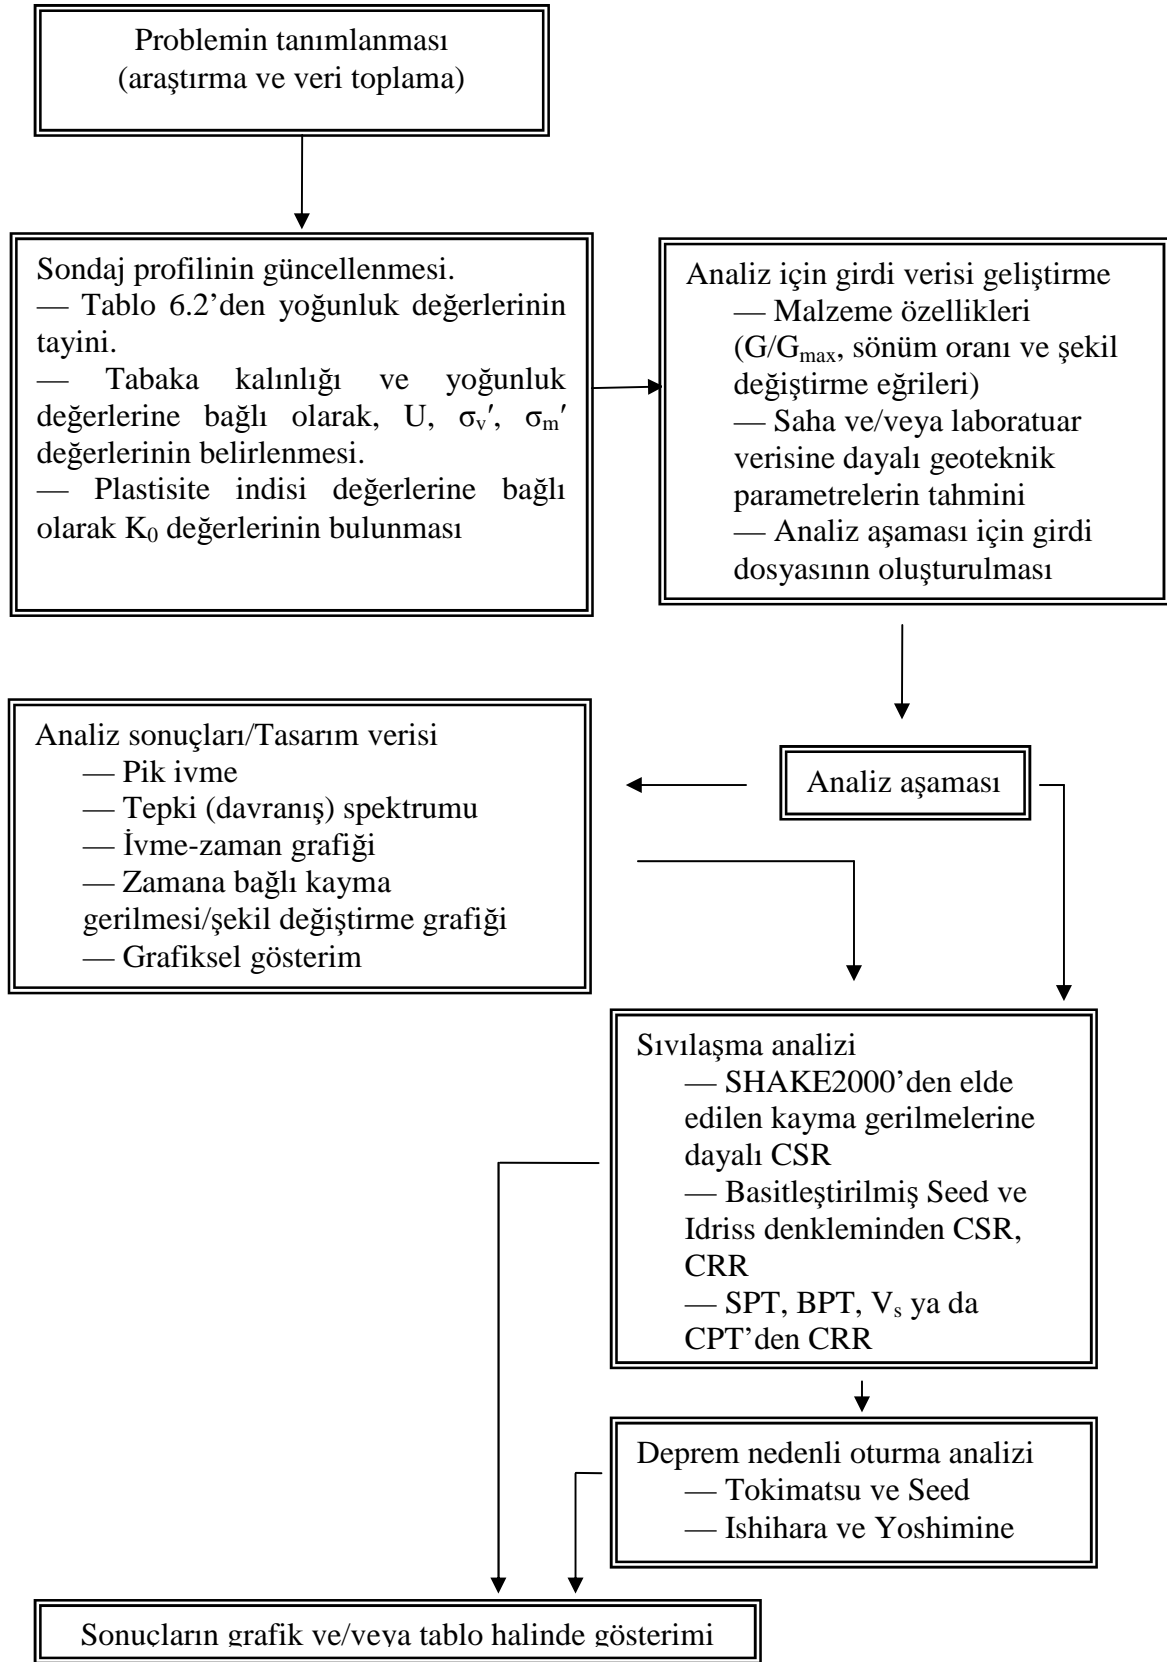 Problemin tanımlanması
(araştırma ve veri toplama)
Sondaj profilinin güncellenmesi.
— Tablo 6.2’den yoğunluk değerlerinin
tayini.
— Tabaka kalınlığı ve yoğunluk
değerlerine bağlı olarak, U, σv′, σm′
değerlerinin belirlenmesi.
— Plastisite indisi değerlerine bağlı
olarak K0 değerlerinin bulunması
Analiz için girdi verisi geliştirme
— Malzeme özellikleri
(G/Gmax, sönüm oranı ve şekil
değiştirme eğrileri)
— Saha ve/veya laboratuar
verisine dayalı geoteknik
parametrelerin tahmini
— Analiz aşaması için girdi
dosyasının oluşturulması
Analiz aşaması
Analiz sonuçları/Tasarım verisi
— Pik ivme
— Tepki (davranış) spektrumu
— İvme-zaman grafiği
— Zamana bağlı kayma
gerilmesi/şekil değiştirme grafiği
— Grafiksel gösterim
Sıvılaşma analizi
— SHAKE2000’den elde
edilen kayma gerilmelerine
dayalı CSR
— Basitleştirilmiş Seed ve
Idriss denkleminden CSR,
CRR
— SPT, BPT, Vs ya da
CPT’den CRR
Deprem nedenli oturma analizi
— Tokimatsu ve Seed
— Ishihara ve Yoshimine
Sonuçların grafik ve/veya tablo halinde gösterimi